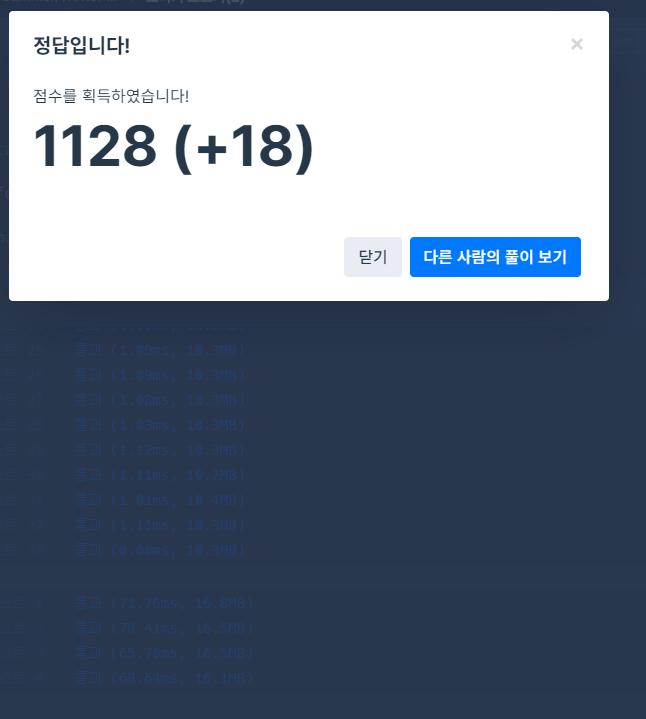 정답입니다!
×
점수를 획득하였습니다!
1128 (+18)
닫기
다른 사람의 풀이 보기
통과 (1.09ms, 10.3MB)
통과 (1.09ms, 10.3MB)
통과 (1.08ms, 10.3MB)
통과 (1.03ms, 10.3MB)
통과 (1.12ms, 10.3MB)
통과 (1.11ms, 10.2MB)
통과 (1.01ms, 10.4MB)
통과 (1.11ms, 10.3MB)
통과 (0.00ms, 10.3MB)
통과 (71.76ms, 16.8MB)
통과 (70.41ms, 16.5MB)
통과 (65.70ms, 16.5MB)
통과 (68.64ms, 16.1MB)